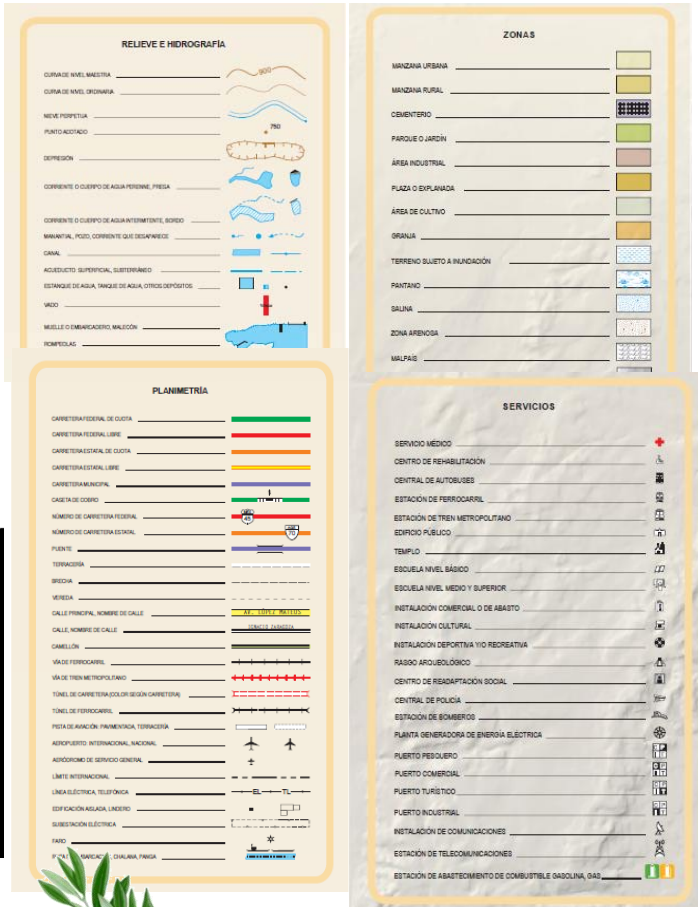 RELIEVE E HIDROGRAFÍA
CURVA DE NIVEL MAESTRA
900
CURVA DE NIVEL ORDINARIA
NIEVE PERPETUA
PUNTO ACOTADO
750
DEPRESIÓN
CORRIENTE O CUERPO DE AGUA PERENNE, PRESA
CORRIENTE O CUERPO DE AGUA INTERMITENTE, BORDO
MANANTIAL, POZO, CORRIENTE QUE DESAPARECE
CANAL
ACUEDUCTO SUPERFICIAL, SUBTERRÁNEO
ESTANQUE DE AGUA, TANQUE DE AGUA, OTROS DEPÓSITOS
VADO
MUELLE O EMBARCADERO, MALECÓN
ROMPEOLAS
ZONAS
MANZANA URBANA
MANZANA RURAL
CEMENTERIO
PARQUE O JARDÍN
ÁREA INDUSTRIAL
PLAZA O EXPLANADA
ÁREA DE CULTIVO
GRANJA
TERRENO SUJETO A INUNDACIÓN
PANTANO
SALINA
ZONA ARENOSA
MALPAIS
PLANIMETRÍA
CARRETERA FEDERAL DE CUOTA
CARRETERA FEDERAL LIBRE
CARRETERA ESTATAL DE CUOTA
CARRETERA ESTATAL LIBRE
CARRETERA MUNICIPAL
CASETA DE COBRO
NÚMERO DE CARRETERA FEDERAL
45
NÚMERO DE CARRETERA ESTATAL
70
PUENTE
TERRACERÍA
BRECHA
VEREDA
CALLE PRINCIPAL, NOMBRE DE CALLE
AV. LÓPEZ MATEOS
CALLE, NOMBRE DE CALLE
IGNACIO ZARAGOZA
CAMELLÓN
VÍA DE FERROCARRIL
VÍA DE TREN METROPOLITANO
TÚNEL DE CARRETERA (COLOR SEGÚN CARRETERA)
TÚNEL DE FERROCARRIL
PISTA DE AVIACIÓN: PAVIMENTADA, TERRACERÍA
AEROPUERTO: INTERNACIONAL, NACIONAL
AERÓDROMO DE SERVICIO GENERAL
LÍMITE INTERNACIONAL
LÍNEA ELÉCTRICA, TELEFÓNICA
EL TL
EDIFICACIÓN AISLADA, LINDERO
SUBESTACIÓN ELÉCTRICA
FARO
CHALANA, PANGA
SERVICIOS
SERVICIO MÉDICO
CENTRO DE REHABILITACIÓN
CENTRAL DE AUTOBUSES
ESTACIÓN DE FERROCARRIL
ESTACIÓN DE TREN METROPOLITANO
EDIFICIO PÚBLICO
TEMPLO
ESCUELA NIVEL BÁSICO
ESCUELA NIVEL MEDIO Y SUPERIOR
INSTALACIÓN COMERCIAL O DE ABASTO
INSTALACIÓN CULTURAL
INSTALACIÓN DEPORTIVA Y/O RECREATIVA
RASGO ARQUEOLÓGICO
CENTRO DE READAPTACIÓN SOCIAL
CENTRAL DE POLICÍA
ESTACIÓN DE BOMBEROS
PLANTA GENERADORA DE ENERGÍA ELÉCTRICA
PUERTO PESQUERO
PUERTO COMERCIAL
PUERTO TURÍSTICO
PUERTO INDUSTRIAL
INSTALACIÓN DE COMUNICACIONES
ESTACIÓN DE TELECOMUNICACIONES
ESTACIÓN DE ABASTECIMIENTO DE COMBUSTIBLE GASOLINA, GAS